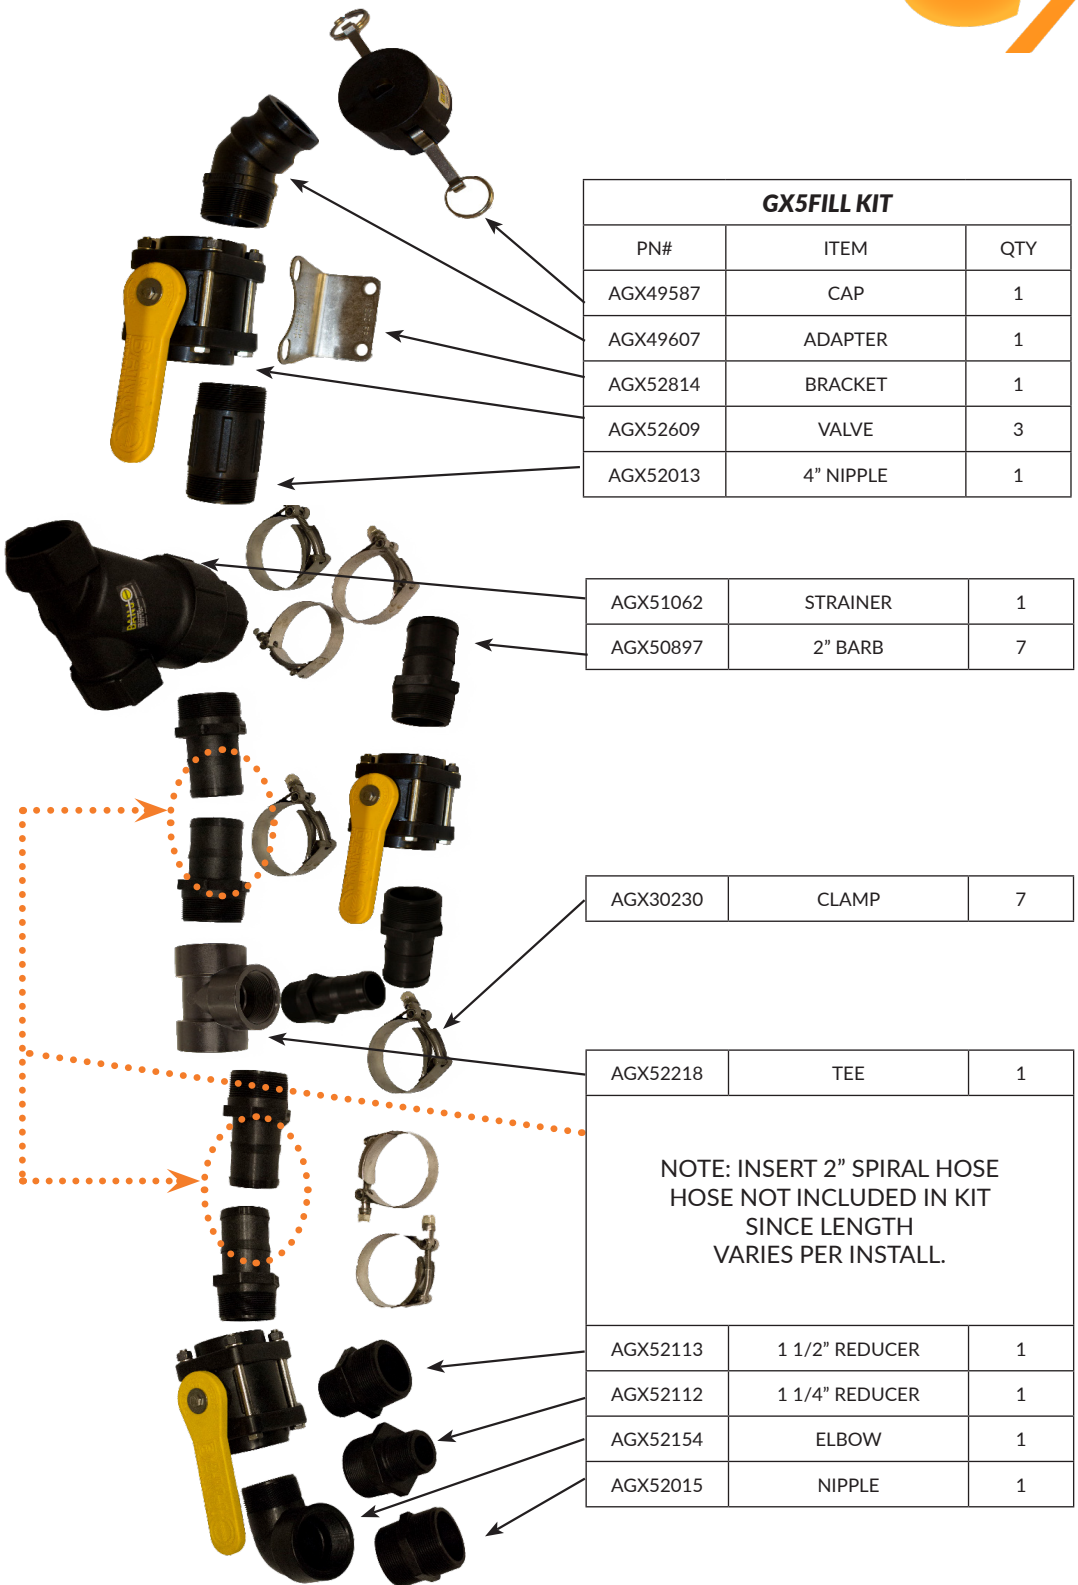 GX5FILL KIT
PN# ITEM QTY
AGX49587 CAP 1
AGX49607 ADAPTER 1
AGX52814 BRACKET 1
AGX52609 VALVE 3
AGX52013 4” NIPPLE 1
AGX51062 STRAINER 1
AGX50897 2” BARB 7
AGX30230 CLAMP 7
AGX52218 TEE 1
NOTE: INSERT 2” SPIRAL HOSE
HOSE NOT INCLUDED IN KIT
SINCE LENGTH
VARIES PER INSTALL.
AGX52113 1 1/2” REDUCER 1
AGX52112 1 1/4” REDUCER 1
AGX52154 ELBOW 1
AGX52015 NIPPLE 1
BANJO